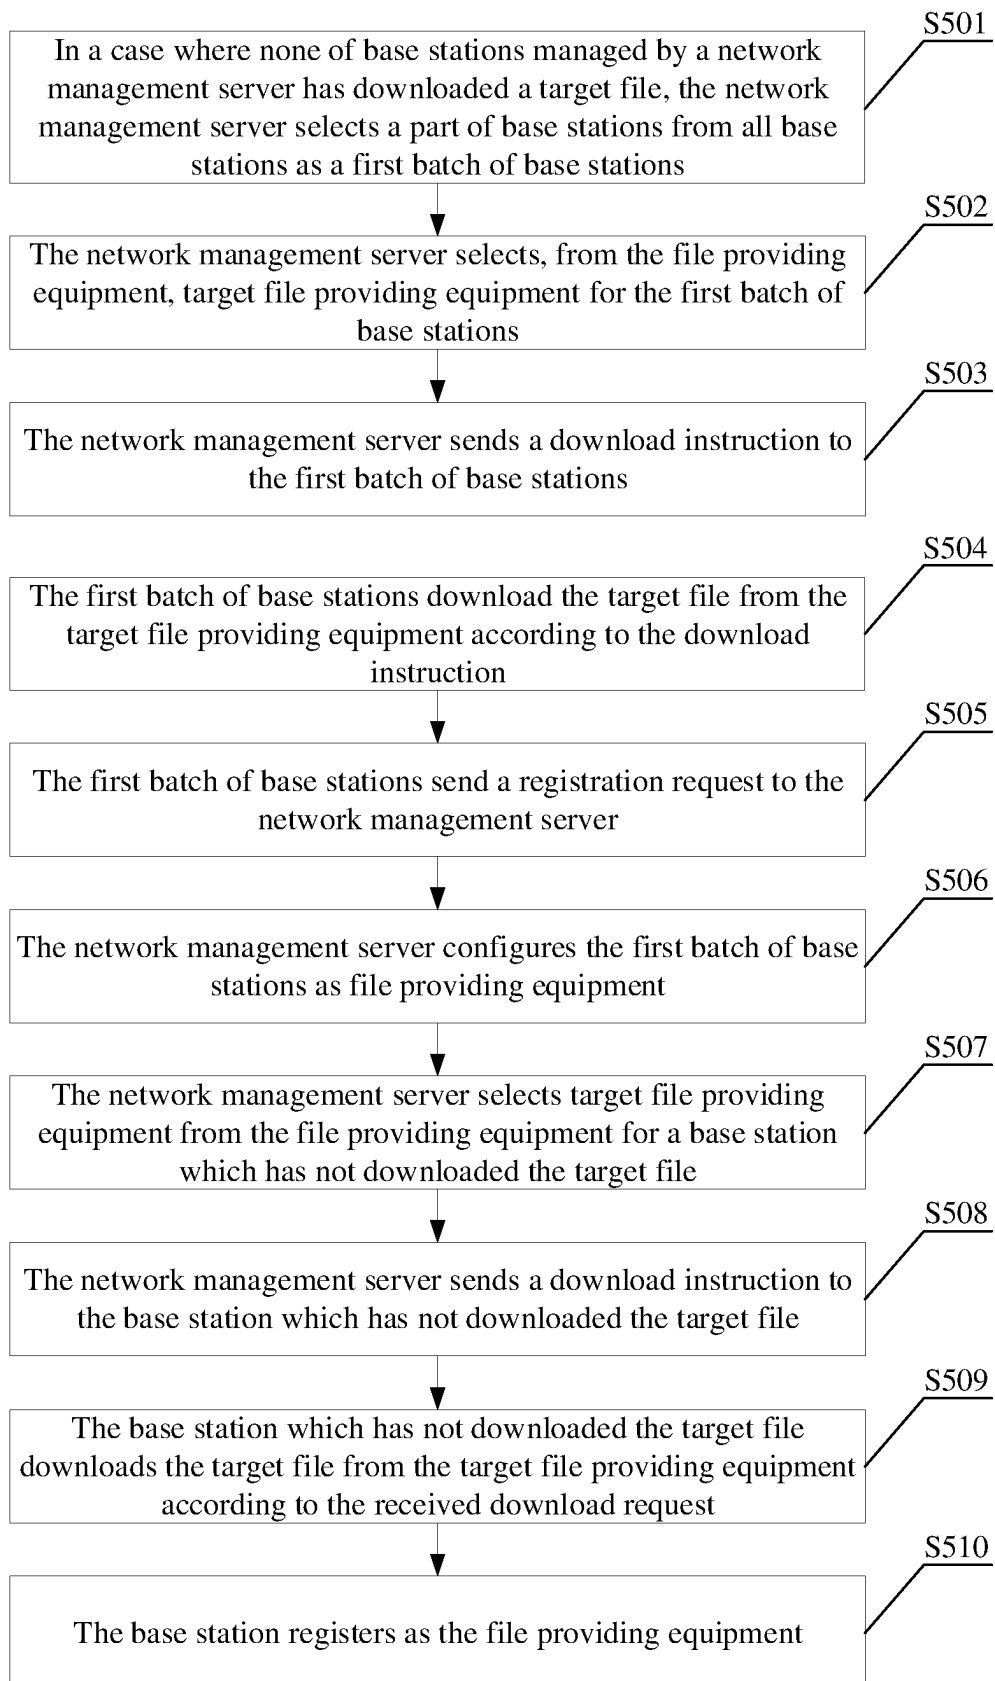 S501
In a case where none of base stations managed by a network
management server has downloaded a target file, the network
management server selects a part of base stations from all base
stations as a first batch of base stations
S502
The network management server selects, from the file providing
equipment, target file providing equipment for the first batch of
base stations
S503
The network management server sends a download instruction to
the first batch of base stations
S504
The first batch of base stations download the target file from the
target file providing equipment according to the download
instruction
S505
The first batch of base stations send a registration request to the
network management server
S506
The network management server configures the first batch of base
stations as file providing equipment
S507
The network management server selects target file providing
equipment from the file providing equipment for a base station
which has not downloaded the target file
S508
The network management server sends a download instruction to
the base station which has not downloaded the target file
S509
The base station which has not downloaded the target file
downloads the target file from the target file providing equipment
according to the received download request
S510
The base station registers as the file providing equipment